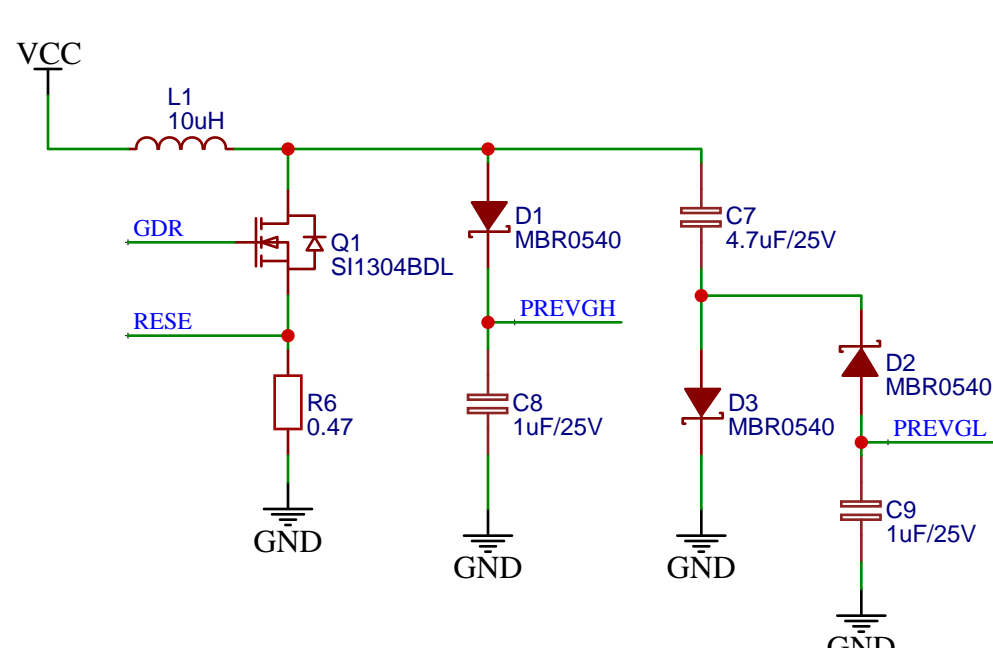 VCC
L1
10uH
GDR
Q1
SI1304BDL
RESE
R6
0.47
GND
D1
MBR0540
PREVGH
C8
1uF/25V
GND
C7
4.7uF/25V
D3
MBR0540
GND
D2
MBR0540
PREVGL
C9
1uF/25V
GND